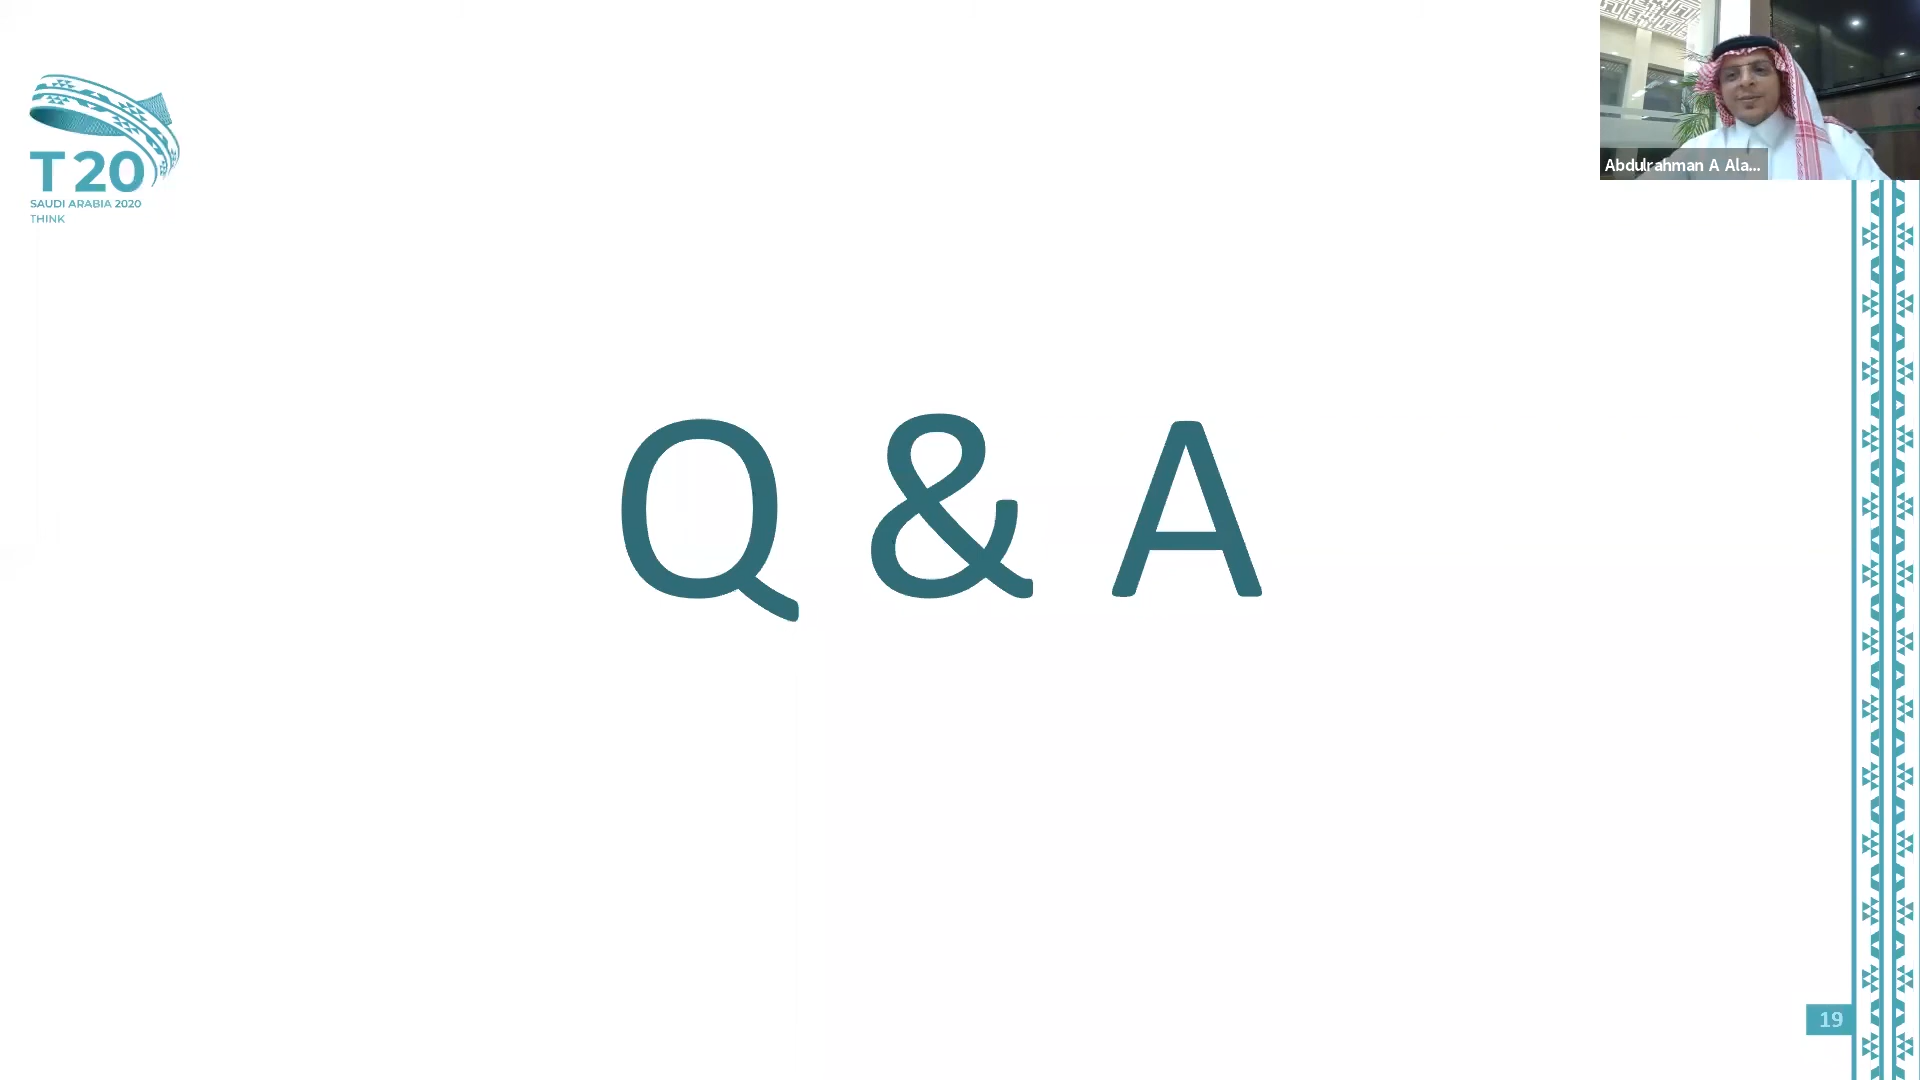 T20
SAUDI ARABIA 2020
THINK
Abdulrahman A Ala...
Q & A
19